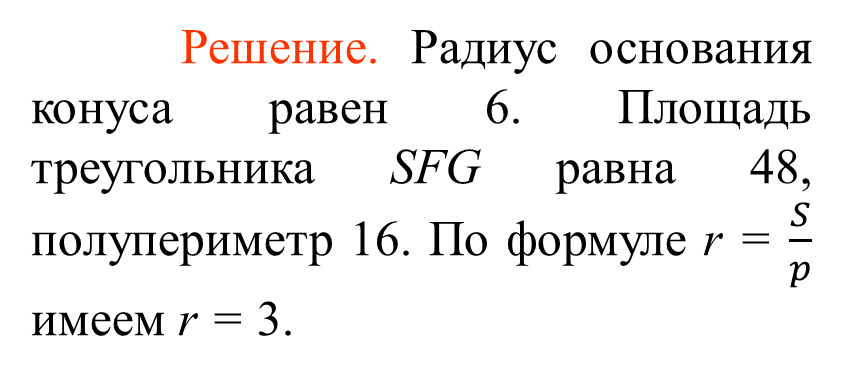 Решение. Радиус основания
конуса равен 6. Площадь
треугольника SFG равна 48,
полупериметр 16. По формуле r = S/p
имеем r = 3.